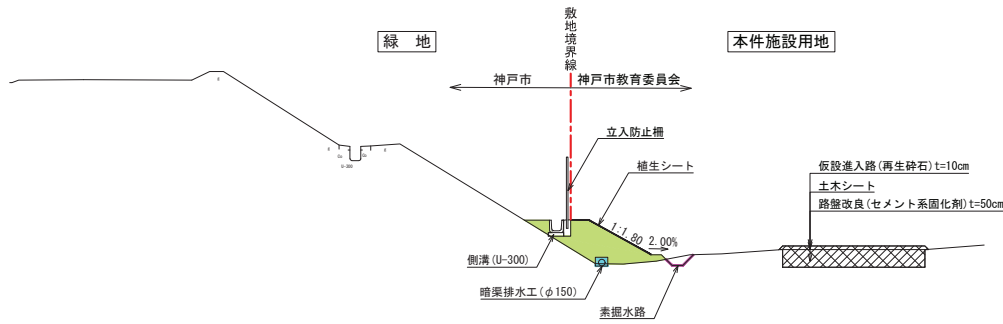 緑　地
敷地境界線
本件施設用地
神戸市
神戸市教育委員会
立入防止柵
植生シート
仮設進入路(再生砕石)t=10cm
土木シート
路盤改良(セメント系固化剤)t=50cm
U-300
1:1.80
2.00%
側溝(U-300)
暗渠排水工(φ150)
素掘水路